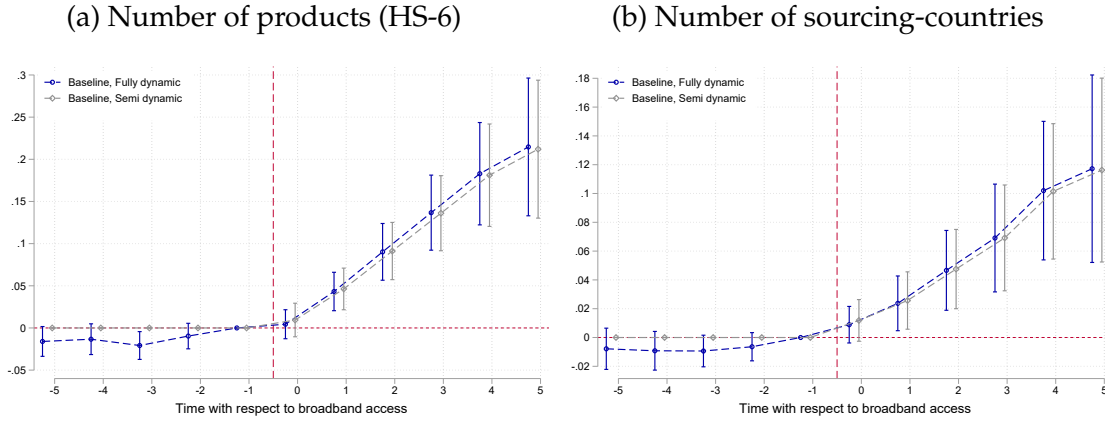 (a) Number of products (HS-6)
Baseline, Fully dynamic
Baseline, Semi dynamic
.3
.25
.2
.15
.1
.05
0
-.05
-5 -4 -3 -2 -1 0 1 2 3 4 5
Time with respect to broadband access
(b) Number of sourcing-countries
Baseline, Fully dynamic
Baseline, Semi dynamic
.18
.16
.14
.12
.1
.08
.06
.04
.02
0
-.02
-5 -4 -3 -2 -1 0 1 2 3 4 5
Time with respect to broadband access